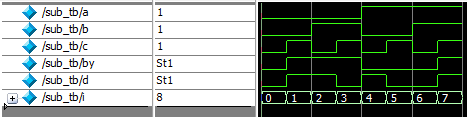 /sub_tb/a 1
/sub_tb/b 1
/sub_tb/c 1
/sub_tb/by St1
/sub_tb/d St1
/sub_tb/i 8 0 1 2 3 4 5 6 7